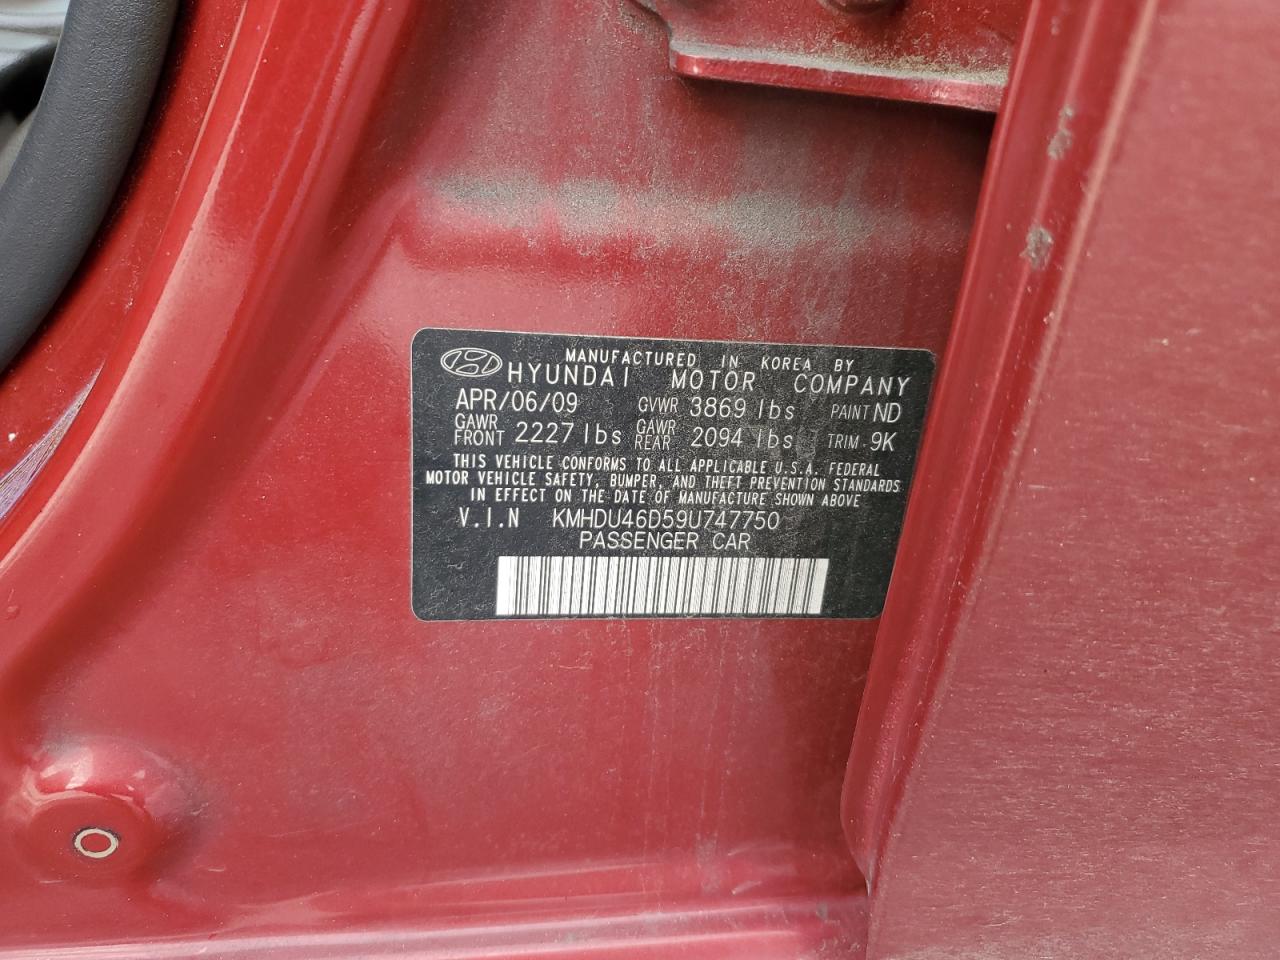 MANUFACTURED IN KOREA BY
HYUNDAI MOTOR COMPANY
APR/06/09 GVWR 3869 lbs PAINT ND
GAWR FRONT 2227 lbs GAWR REAR 2094 lbs TRIM 9K
THIS VEHICLE CONFORMS TO ALL APPLICABLE U.S.A. FEDERAL
MOTOR VEHICLE SAFETY, BUMPER, AND THEFT PREVENTION STANDARDS
IN EFFECT ON THE DATE OF MANUFACTURE SHOWN ABOVE
V.I.N KMHDU46D59U747750
PASSENGER CAR